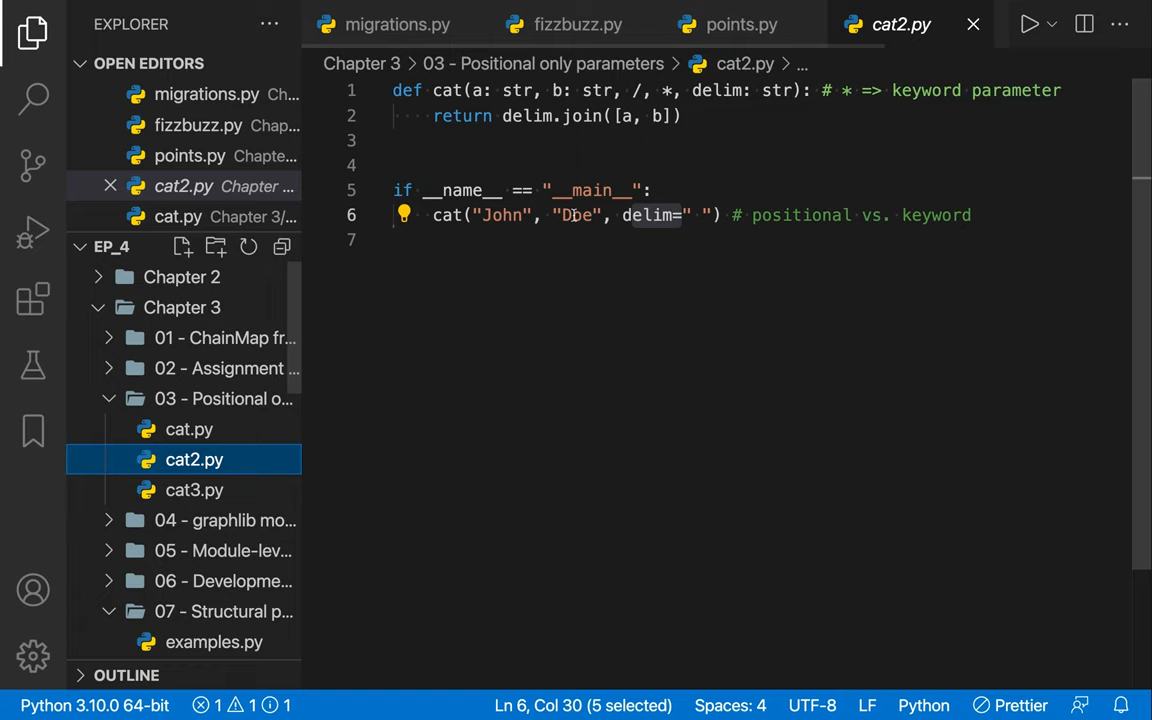 EXPLORER
migrations.py
fizzbuzz.py
points.py
cat2.py
OPEN EDITORS
migrations.py Ch...
fizzbuzz.py Chap...
points.py Chapte...
cat2.py Chapter ...
cat.py Chapter 3/...
EP_4
Chapter 2
Chapter 3
01 - ChainMap fr...
02 - Assignment ...
03 - Positional o...
cat.py
cat2.py
cat3.py
04 - graphlib mo...
05 - Module-lev...
06 - Developme...
07 - Structural p...
examples.py
OUTLINE
Chapter 3 > 03 - Positional only parameters > cat2.py > ...
1 def cat(a: str, b: str, /, *, delim: str): # * => keyword parameter
2 return delim.join([a, b])
3
4
5 if __name__ == "__main__":
6 cat("John", "Doe", delim=" ") # positional vs. keyword
7
Python 3.10.0 64-bit 1 1 1 Ln 6, Col 30 (5 selected) Spaces: 4 UTF-8 LF Python Prettier